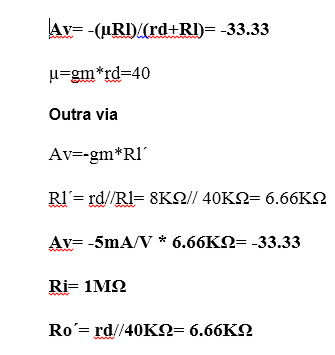 Av= -(µRl)/(rd+Rl)= -33.33
µ=gm*rd=40
Outra via
Av=-gm*Rl´
Rl´= rd//Rl= 8KΩ// 40KΩ= 6.66KΩ
Av= -5mA/V * 6.66KΩ= -33.33
Ri= 1MΩ
Ro´= rd//40KΩ= 6.66KΩ